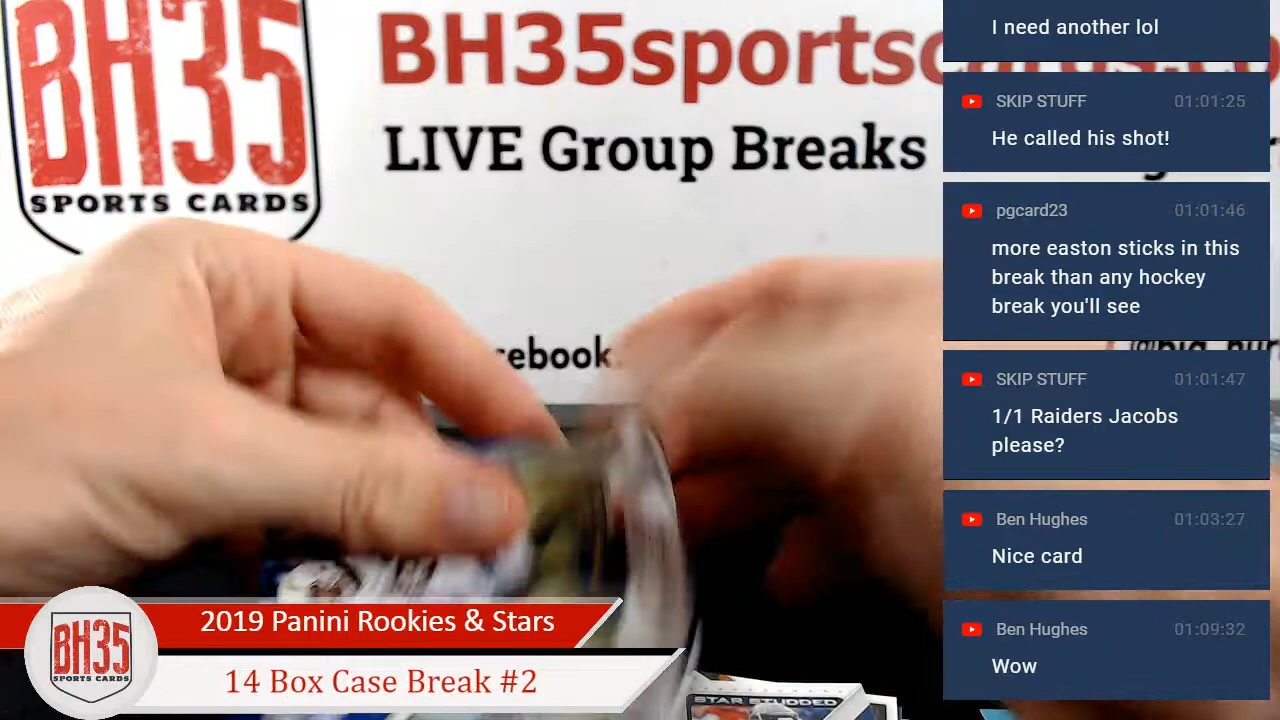 BH35
SPORTS CARDS
BH35sportsc
LIVE Group Breaks
cebook.
I need another lol
SKIP STUFF 01:01:25
He called his shot!
pgcard23 01:01:46
more easton sticks in this
break than any hockey
break you'll see
SKIP STUFF 01:01:47
1/1 Raiders Jacobs
please?
Ben Hughes 01:03:27
Nice card
Ben Hughes 01:09:32
Wow
BH35
SPORTS CARDS
2019 Panini Rookies & Stars
14 Box Case Break #2
STAR STUDDED